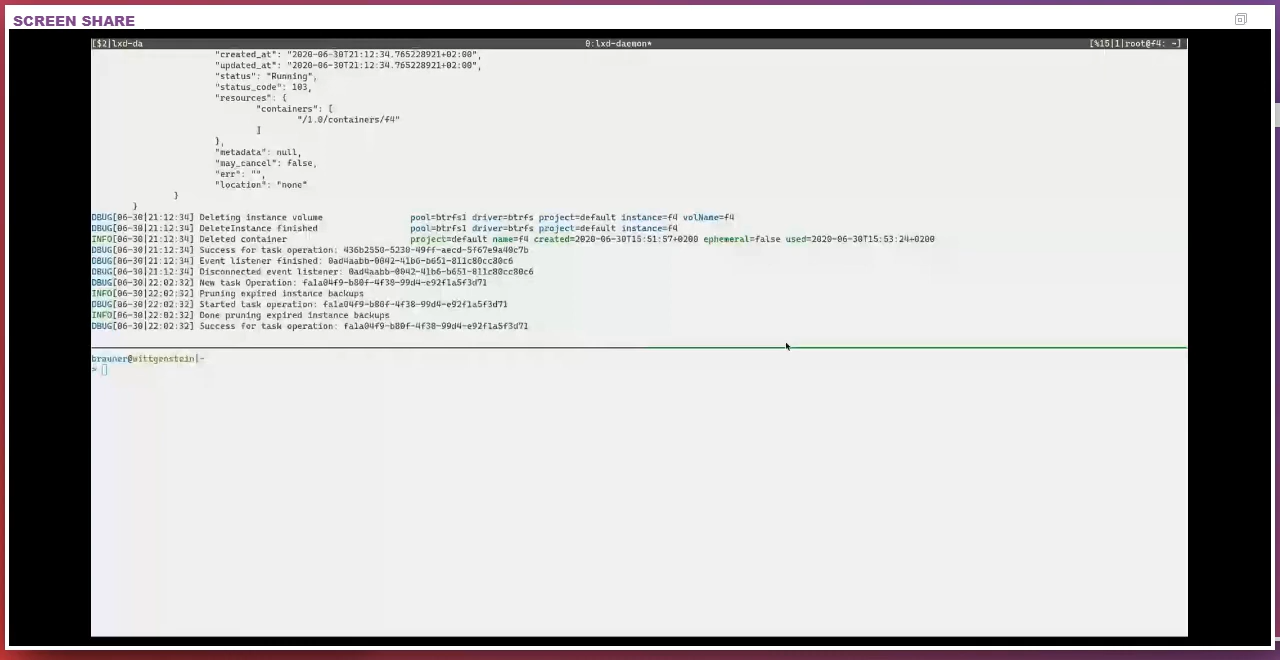 SCREEN SHARE
[$2|lxd-da 0:lxd-daemon* [%15|1|root@f4: ~]
"created_at": "2020-06-30T21:12:34.765228921+02:00",
"updated_at": "2020-06-30T21:12:34.765228921+02:00",
"status": "Running",
"status_code": 103,
"resources": {
"containers": [
"/1.0/containers/f4"
]
},
"metadata": null,
"may_cancel": false,
"err": "",
"location": "none"
}
}
DBUG[06-30|21:12:34] Deleting instance volume pool=btrfs1 driver=btrfs project=default instance=f4 volName=f4
DBUG[06-30|21:12:34] DeleteInstance finished pool=btrfs1 driver=btrfs project=default instance=f4
INFO[06-30|21:12:34] Deleted container project=default name=f4 created=2020-06-30T15:51:57+0200 ephemeral=false used=2020-06-30T15:53:24+0200
DBUG[06-30|21:12:34] Success for task operation: 436b2550-5230-49ff-aecd-5f67e9a40c7b
DBUG[06-30|21:12:34] Event listener finished: 0ad4aabb-0042-41b6-b651-811c80cc80c6
DBUG[06-30|21:12:34] Disconnected event listener: 0ad4aabb-0042-41b6-b651-811c80cc80c6
DBUG[06-30|22:02:32] New task Operation: fa1a04f9-b80f-4f38-99d4-e92f1a5f3d71
INFO[06-30|22:02:32] Pruning expired instance backups
DBUG[06-30|22:02:32] Started task operation: fa1a04f9-b80f-4f38-99d4-e92f1a5f3d71
INFO[06-30|22:02:32] Done pruning expired instance backups
DBUG[06-30|22:02:32] Success for task operation: fa1a04f9-b80f-4f38-99d4-e92f1a5f3d71
brauner@wittgenstein|~
>